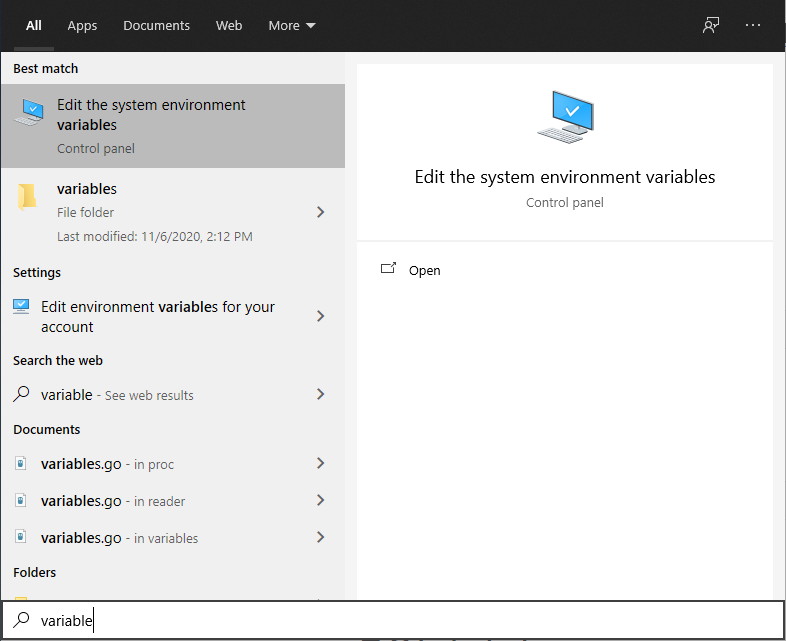 All Apps Documents Web More
Best match
Edit the system environment
variables
Control panel
variables
File folder
Last modified: 11/6/2020, 2:12 PM
Settings
Edit environment variables for your
account
Search the web
variable - See web results
Documents
variables.go - in proc
variables.go - in reader
variables.go - in variables
Folders
Edit the system environment variables
Control panel
Open
variable